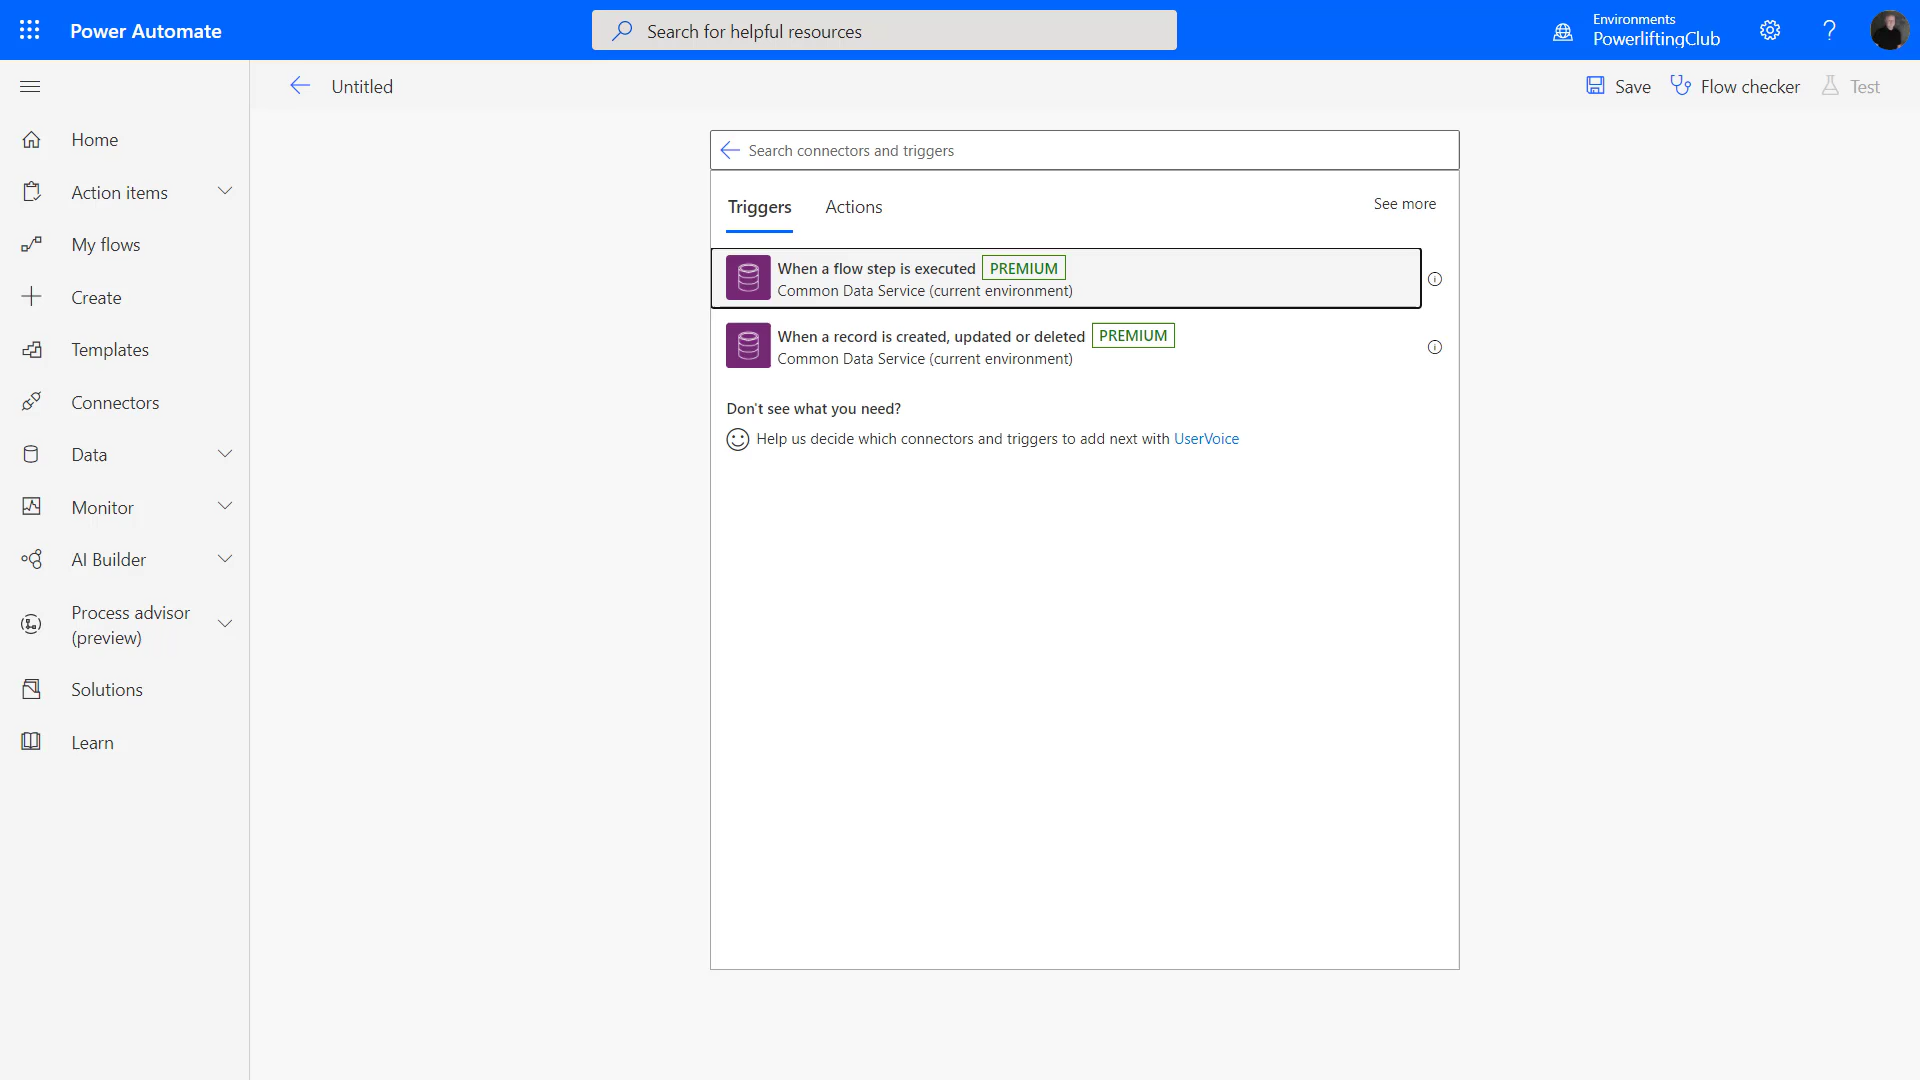 Power Automate
Search for helpful resources
Environments
PowerliftingClub
Untitled
Save
Flow checker
Test
Home
Action items
My flows
Create
Templates
Connectors
Data
Monitor
AI Builder
Process advisor
(preview)
Solutions
Learn
Search connectors and triggers
Triggers
Actions
See more
When a flow step is executed PREMIUM
Common Data Service (current environment)
When a record is created, updated or deleted PREMIUM
Common Data Service (current environment)
Don't see what you need?
Help us decide which connectors and triggers to add next with UserVoice